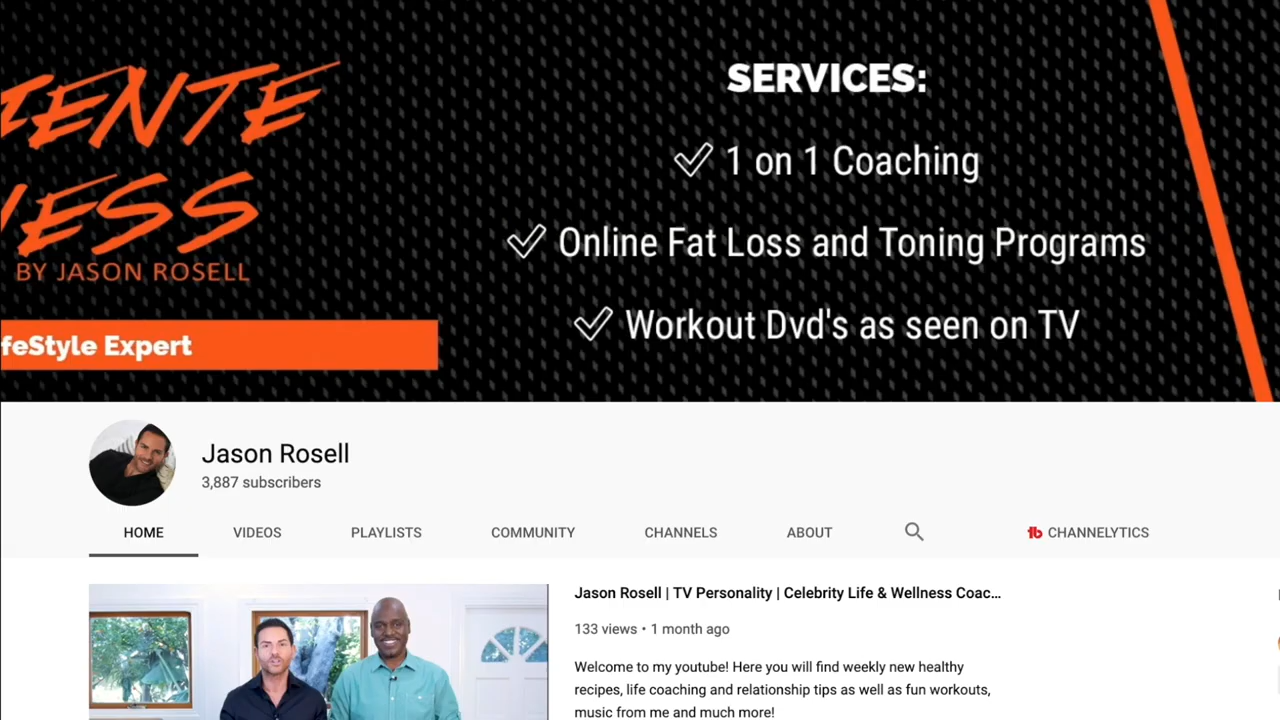 IENTE
NESS
BY JASON ROSELL
feStyle Expert
SERVICES:
1 on 1 Coaching
Online Fat Loss and Toning Programs
Workout Dvd's as seen on TV
Jason Rosell
3,887 subscribers
HOME VIDEOS PLAYLISTS COMMUNITY CHANNELS ABOUT tb CHANNELYTICS
Jason Rosell | TV Personality | Celebrity Life & Wellness Coac...
133 views • 1 month ago
Welcome to my youtube! Here you will find weekly new healthy
recipes, life coaching and relationship tips as well as fun workouts,
music from me and much more!